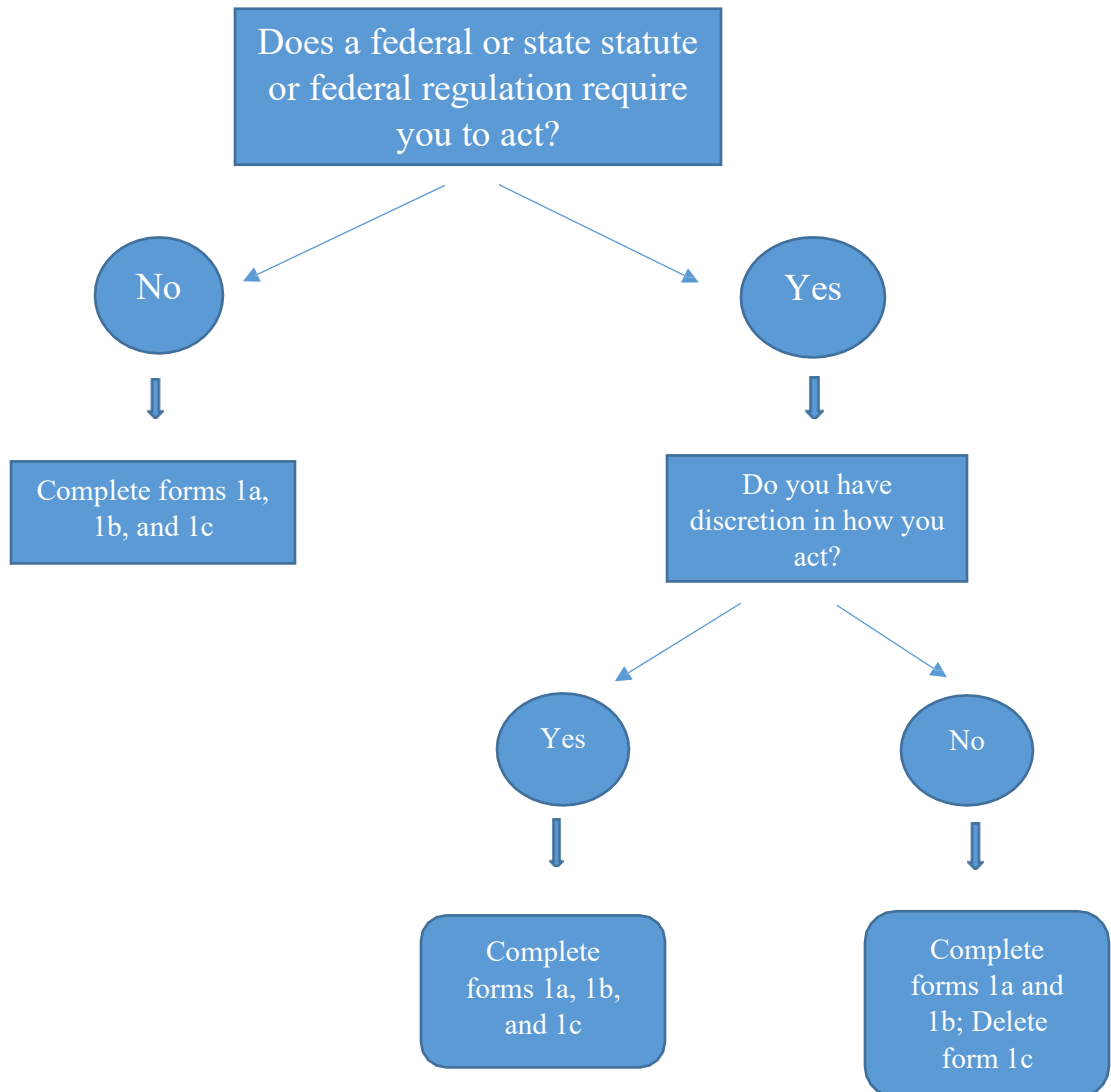 Does a federal or state statute
or federal regulation require
you to act?
No
Yes
Complete forms 1a,
1b, and 1c
Do you have
discretion in how you
act?
Yes
No
Complete
forms 1a, 1b,
and 1c
Complete
forms 1a and
1b; Delete
form 1c